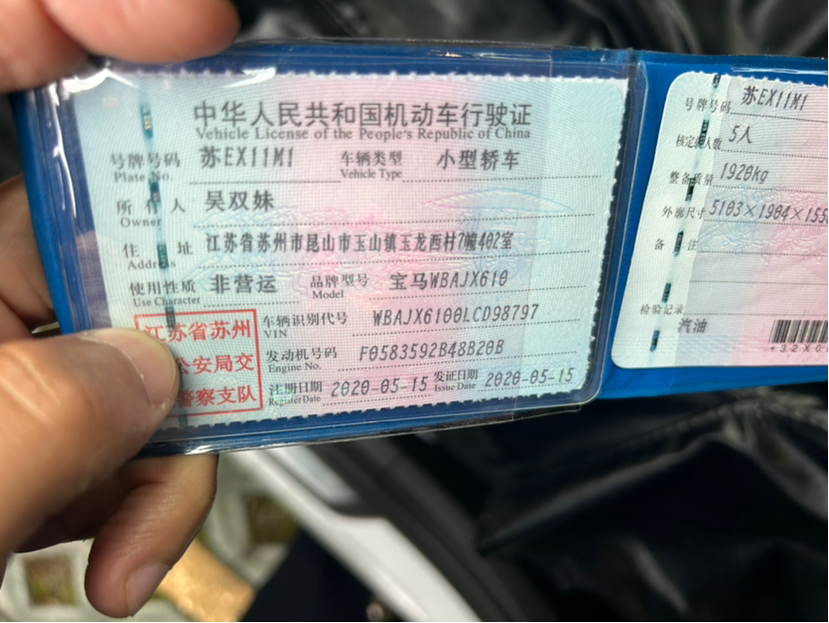 中华人民共和国机动车行驶证
Vehicle License of the People's Republic of China
号牌号码 苏EX11M1 车辆类型 小型轿车
Plate No. Vehicle Type
所有人 吴双妹
Owner
住址 江苏省苏州市昆山市玉山镇玉龙西村7幢402室
Address
使用性质 非营运 品牌型号 宝马WBAJX610
Use Character Model
江苏省苏州
公安局交
警察支队
车辆识别代号 WBAJX6100LCD98797
VIN
发动机号码 F0583592B48B20B
Engine No.
注册日期 2020-05-15 发证日期 2020-05-15
Register Date Issue Date
号牌号码 苏EX11M1
核定 人数 5人
整备质量 1920kg
外廓尺寸 5103×1904×155
备注
检验记录
汽油